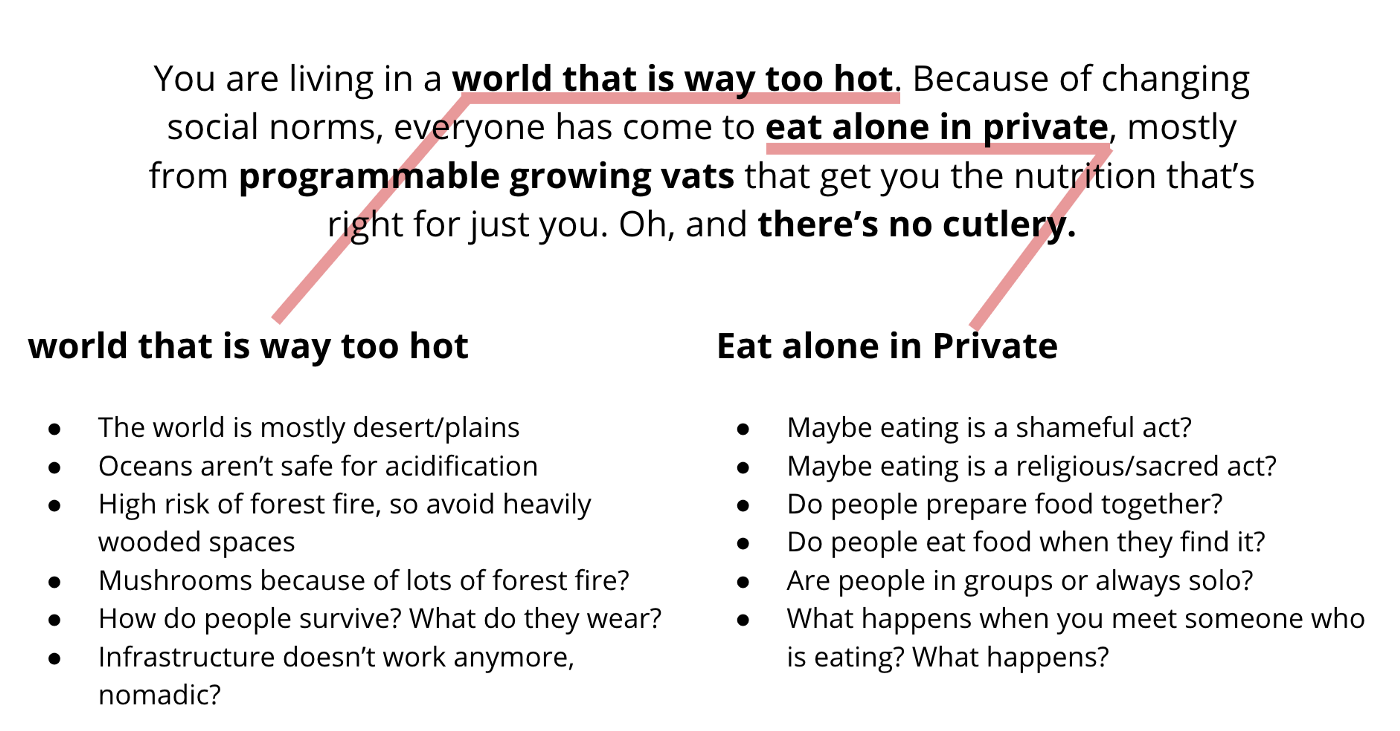 You are living in a world that is way too hot. Because of changing
social norms, everyone has come to eat alone in private, mostly
from programmable growing vats that get you the nutrition that's
right for just you. Oh, and there's no cutlery.
world that is way too hot
● The world is mostly desert/plains
● Oceans aren't safe for acidification
● High risk of forest fire, so avoid heavily
wooded spaces
● Mushrooms because of lots of forest fire?
● How do people survive? What do they wear?
● Infrastructure doesn't work anymore,
nomadic?
Eat alone in Private
● Maybe eating is a shameful act?
● Maybe eating is a religious/sacred act?
● Do people prepare food together?
● Do people eat food when they find it?
● Are people in groups or always solo?
● What happens when you meet someone who
is eating? What happens?